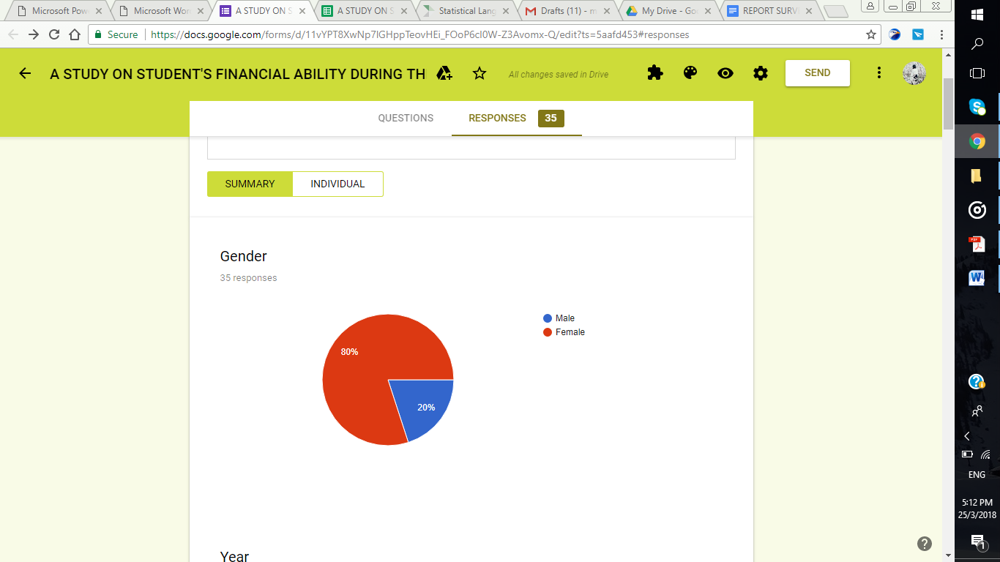 Microsoft Pow
Microsoft Wor
A STUDY ON S
A STUDY ON S
Statistical Lang
Drafts (11) - m
My Drive - Goo
REPORT SURV
Secure
https://docs.google.com/forms/d/11vYPT8XwNp7lGHppTeovHEi_FOoP6cI0W-Z3Avomx-Q/edit?ts=5aafd453#responses
A STUDY ON STUDENT'S FINANCIAL ABILITY DURING TH
All changes saved in Drive
SEND
QUESTIONS
RESPONSES
35
SUMMARY
INDIVIDUAL
Gender
35 responses
80%
20%
Male
Female
Year
ENG
5:12 PM
25/3/2018
1